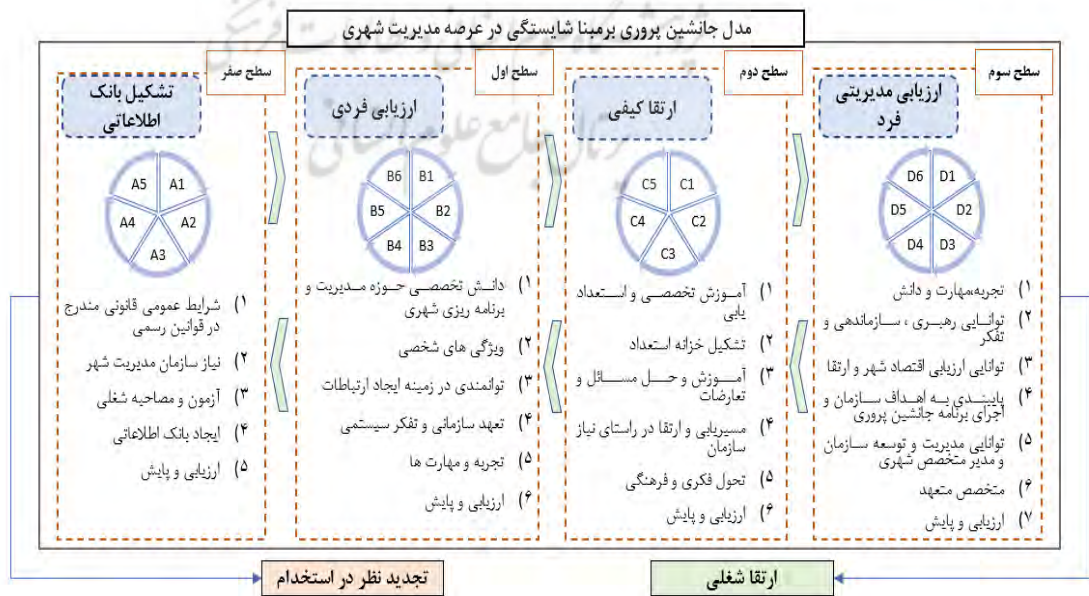 مدل جانشین پروری برمبنا شایستگی در عرصه مدیریت شهری
سطح صفر
تشکیل بانک
اطلاعاتی
A1
A2
A3
A4
A5
۱) شرایط عمومی قانونی مندرج
در قوانین رسمی
۲) نیاز سازمان مدیریت شهر
۳) آزمون و مصاحبه شغلی
۴) ایجاد بانک اطلاعاتی
۵) ارزیابی و پایش
سطح اول
ارزیابی فردی
B1
B2
B3
B4
B5
B6
۱) دانش تخصصی حوزه مدیریت و
برنامه ریزی شهری
۲) ویژگی های شخصی
۳) توانمندی در زمینه ایجاد ارتباطات
۴) تعهد سازمانی و تفکر سیستمی
۵) تجربه و مهارت ها
۶) ارزیابی و پایش
سطح دوم
ارتقا کیفی
C1
C2
C3
C4
C5
۱) آموزش تخصصی و استعداد
یابی
۲) تشکیل خزانه استعداد
۳) آموزش و حل مسائل و
تعارضات
۴) مسیریابی و ارتقا در راستای نیاز
سازمان
۵) تحول فکری و فرهنگی
۶) ارزیابی و پایش
سطح سوم
ارزیابی مدیریتی
فرد
D1
D2
D3
D4
D5
D6
۱) تجربه،مهارت و دانش
۲) توانایی رهبری ، سازماندهی و
تفکر
۳) توانایی ارزیابی اقتصاد شهر و ارتقا
۴) پایبندی به اهداف سازمان و
اجرای برنامه جانشین پروری
۵) توانایی مدیریت و توسعه سازمان
و مدیر متخصص شهری
۶) متخصص متعهد
۷) ارزیابی و پایش
تجدید نظر در استخدام
ارتقا شغلی
پرتال جامع علوم انسانی